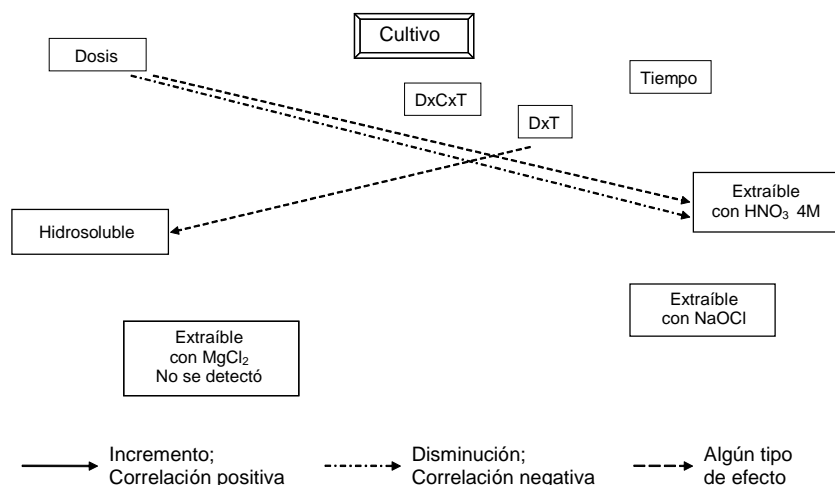 Cultivo
Dosis
Tiempo
DxCxT
DxT
Extraíble
con HNO₃ 4M
Hidrosoluble
Extraíble
con NaOCl
Extraíble
con MgCl₂
No se detectó
Incremento;
Correlación positiva
Disminución;
Correlación negativa
Algún tipo
de efecto